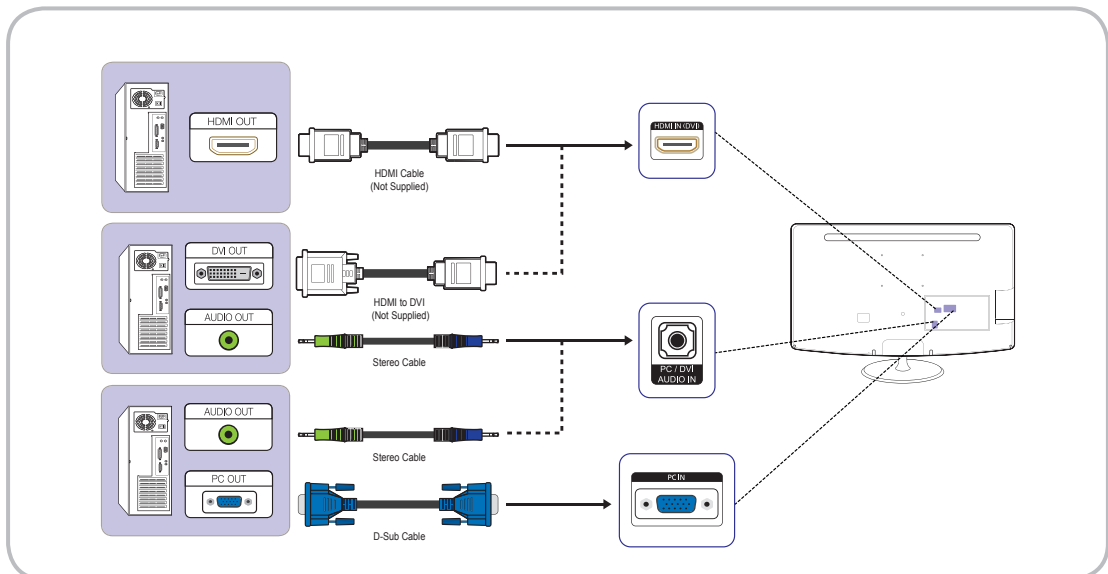 HDMI OUT
HDMI Cable
(Not Supplied)
HDMI IN (DVI)
DVI OUT
HDMI to DVI
(Not Supplied)
AUDIO OUT
Stereo Cable
PC / DVI
AUDIO IN
AUDIO OUT
Stereo Cable
PC OUT
D-Sub Cable
PC IN